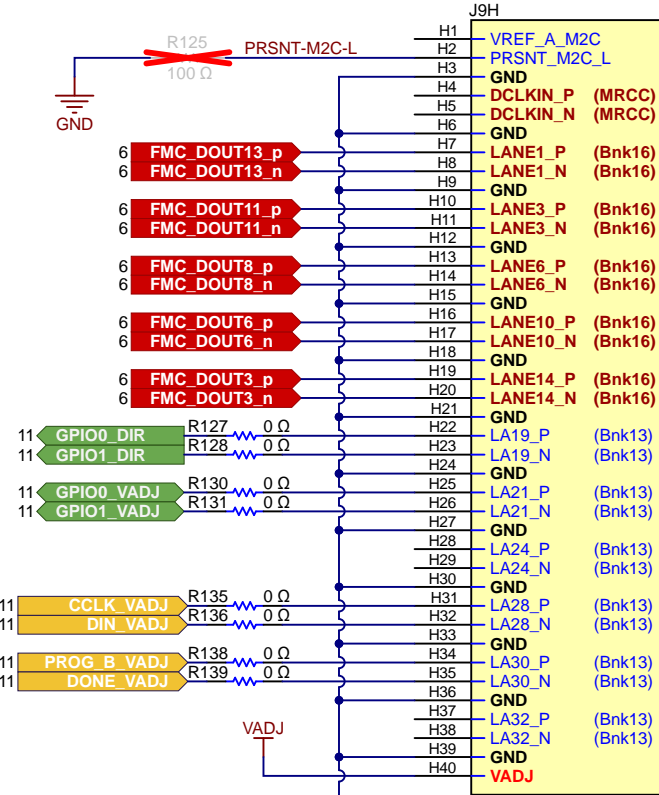 J9H
R125
100 Ω
PRSNT-M2C-L
GND
H1 VREF_A_M2C
H2 PRSNT_M2C_L
H3 GND
H4 DCLKIN_P (MRCC)
H5 DCLKIN_N (MRCC)
H6 GND
6 FMC_DOUT13_p H7 LANE1_P (Bnk16)
6 FMC_DOUT13_n H8 LANE1_N (Bnk16)
H9 GND
6 FMC_DOUT11_p H10 LANE3_P (Bnk16)
6 FMC_DOUT11_n H11 LANE3_N (Bnk16)
H12 GND
6 FMC_DOUT8_p H13 LANE6_P (Bnk16)
6 FMC_DOUT8_n H14 LANE6_N (Bnk16)
H15 GND
6 FMC_DOUT6_p H16 LANE10_P (Bnk16)
6 FMC_DOUT6_n H17 LANE10_N (Bnk16)
H18 GND
6 FMC_DOUT3_p H19 LANE14_P (Bnk16)
6 FMC_DOUT3_n H20 LANE14_N (Bnk16)
H21 GND
11 GPIO0_DIR R127 0 Ω H22 LA19_P (Bnk13)
11 GPIO1_DIR R128 0 Ω H23 LA19_N (Bnk13)
H24 GND
11 GPIO0_VADJ R130 0 Ω H25 LA21_P (Bnk13)
11 GPIO1_VADJ R131 0 Ω H26 LA21_N (Bnk13)
H27 GND
H28 LA24_P (Bnk13)
H29 LA24_N (Bnk13)
H30 GND
11 CCLK_VADJ R135 0 Ω H31 LA28_P (Bnk13)
11 DIN_VADJ R136 0 Ω H32 LA28_N (Bnk13)
H33 GND
11 PROG_B_VADJ R138 0 Ω H34 LA30_P (Bnk13)
11 DONE_VADJ R139 0 Ω H35 LA30_N (Bnk13)
H36 GND
H37 LA32_P (Bnk13)
H38 LA32_N (Bnk13)
H39 GND
VADJ H40 VADJ